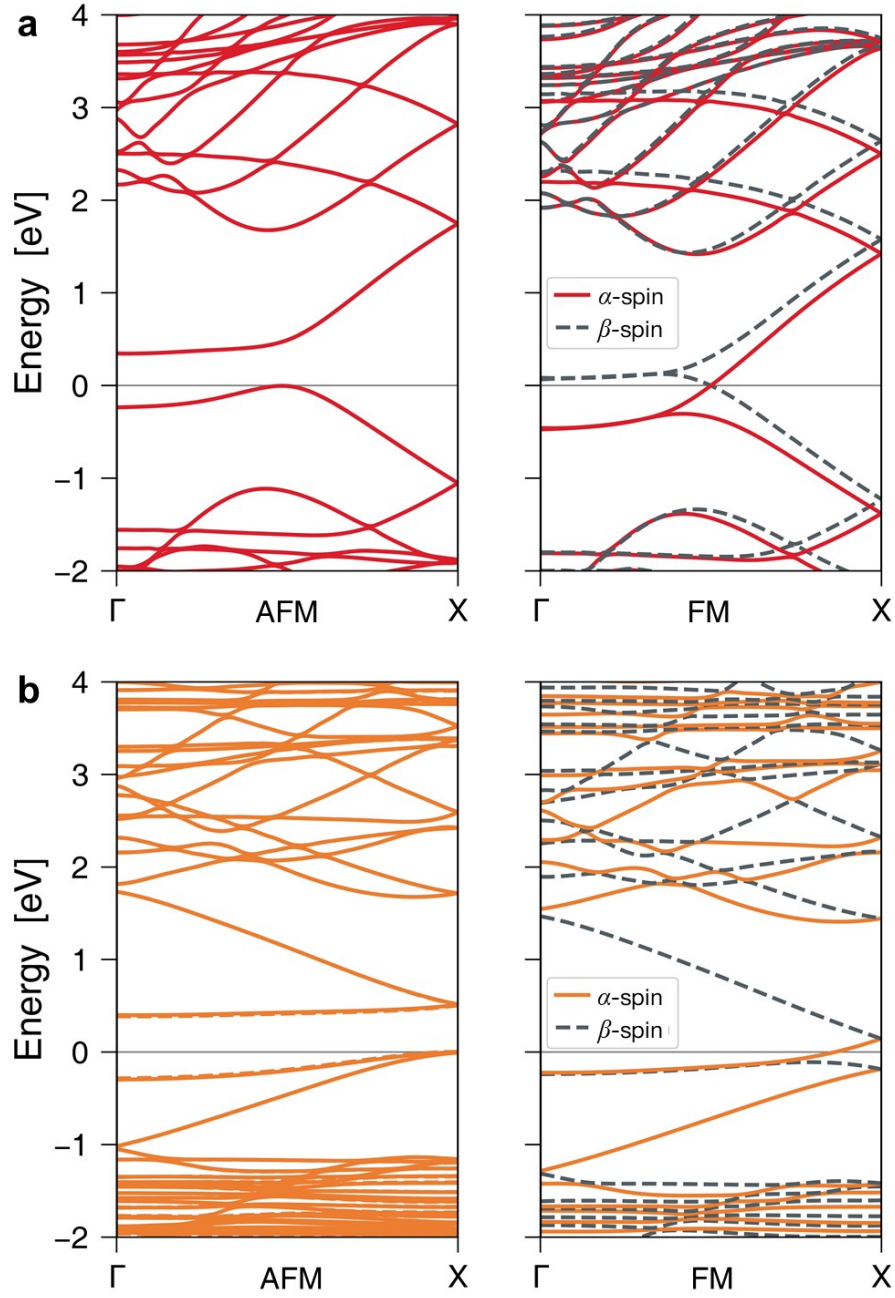 a
Energy [eV]
4
3
2
1
0
−1
−2
Γ
AFM
X
α-spin
β-spin
Γ
FM
X
b
Energy [eV]
4
3
2
1
0
−1
−2
Γ
AFM
X
α-spin
β-spin
Γ
FM
X